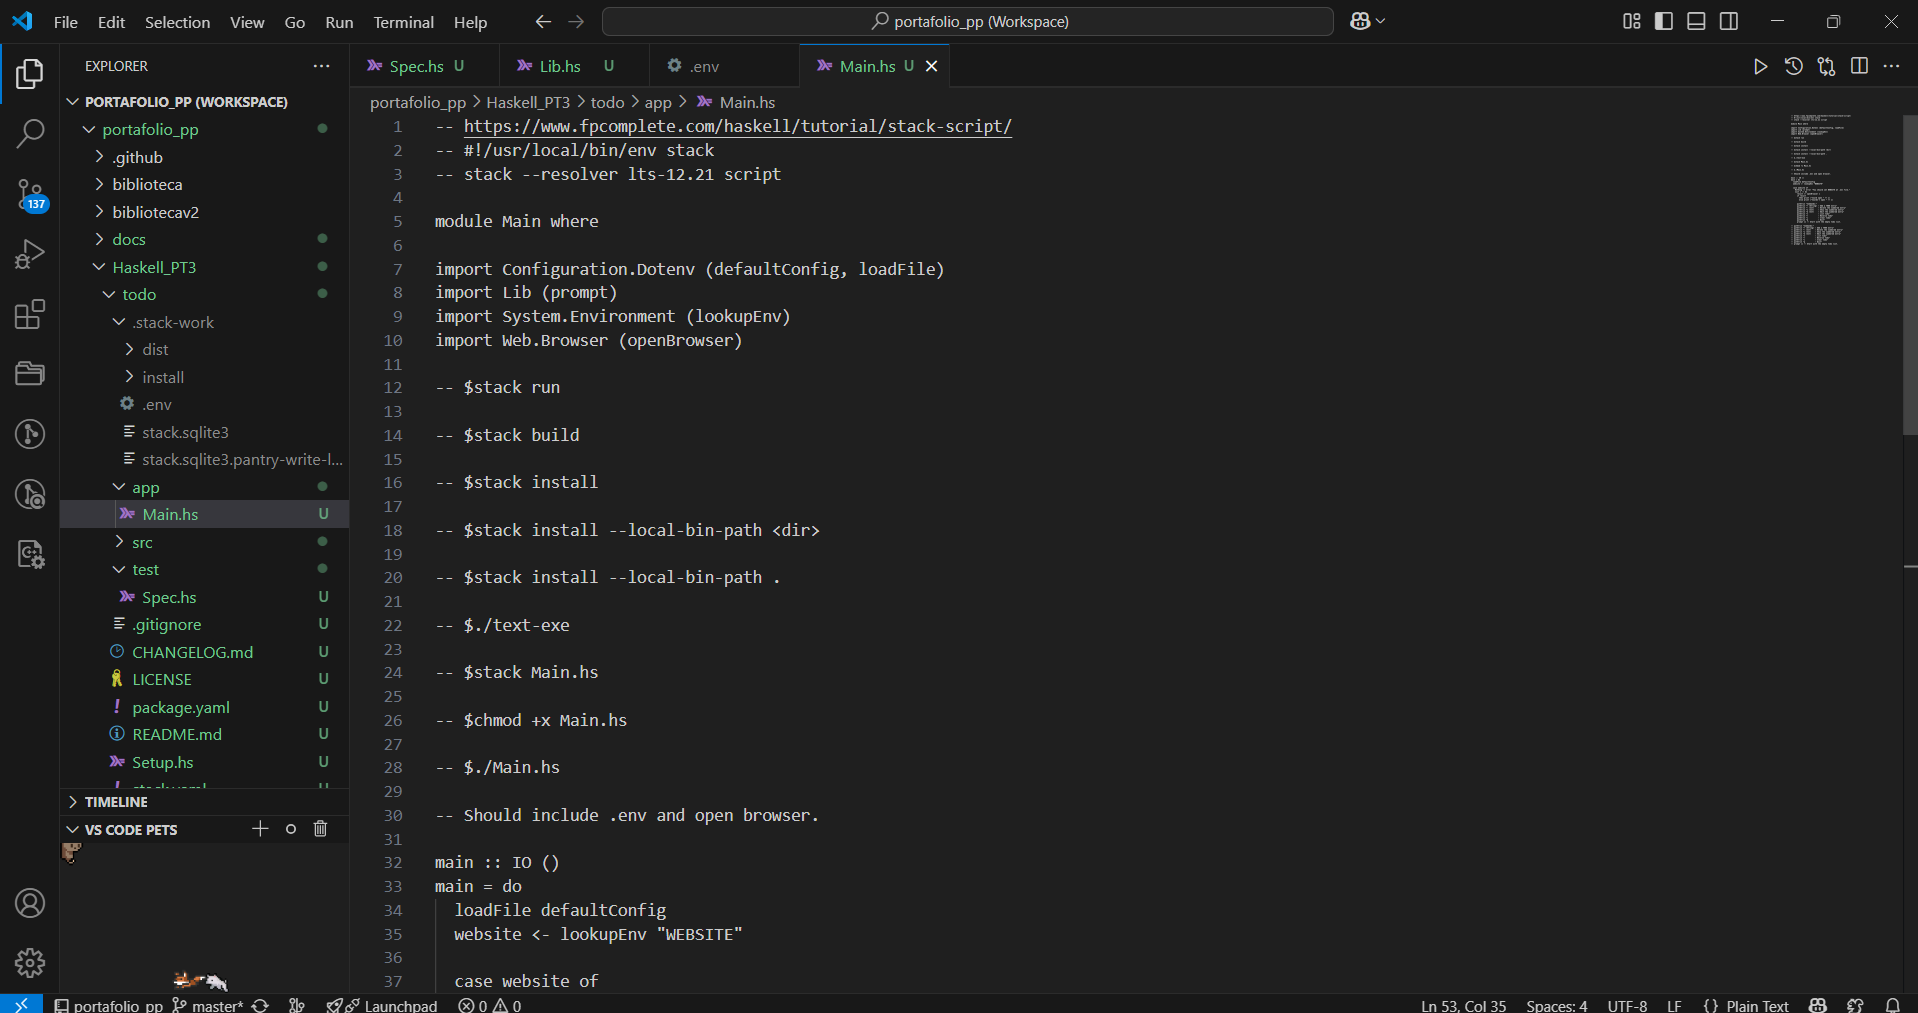 File Edit Selection View Go Run Terminal Help
portafolio_pp (Workspace)
EXPLORER
PORTAFOLIO_PP (WORKSPACE)
portafolio_pp
.github
biblioteca
bibliotecav2
docs
Haskell_PT3
todo
.stack-work
dist
install
.env
stack.sqlite3
stack.sqlite3.pantry-write-l...
app
Main.hs U
src
test
Spec.hs U
.gitignore U
CHANGELOG.md U
LICENSE U
package.yaml U
README.md U
Setup.hs U
TIMELINE
VS CODE PETS
137
Spec.hs U Lib.hs U .env Main.hs U
portafolio_pp > Haskell_PT3 > todo > app > Main.hs
1 -- https://www.fpcomplete.com/haskell/tutorial/stack-script/
2 -- #!/usr/local/bin/env stack
3 -- stack --resolver lts-12.21 script
4
5 module Main where
6
7 import Configuration.Dotenv (defaultConfig, loadFile)
8 import Lib (prompt)
9 import System.Environment (lookupEnv)
10 import Web.Browser (openBrowser)
11
12 -- $stack run
13
14 -- $stack build
15
16 -- $stack install
17
18 -- $stack install --local-bin-path <dir>
19
20 -- $stack install --local-bin-path .
21
22 -- $./text-exe
23
24 -- $stack Main.hs
25
26 -- $chmod +x Main.hs
27
28 -- $./Main.hs
29
30 -- Should include .env and open browser.
31
32 main :: IO ()
33 main = do
34 loadFile defaultConfig
35 website <- lookupEnv "WEBSITE"
36
37 case website of
portafolio_pp master* Launchpad 0 0
Ln 53, Col 35 Spaces: 4 UTF-8 LF {} Plain Text